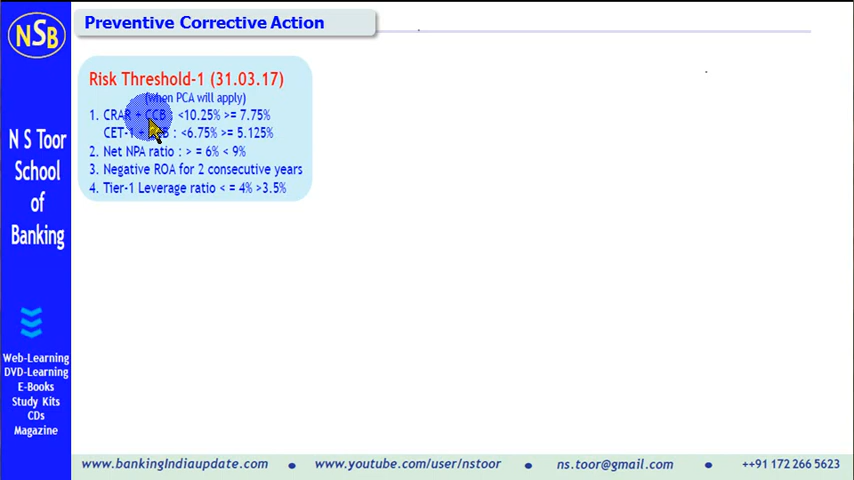 NSB
Preventive Corrective Action
Risk Threshold-1 (31.03.17)
(when PCA will apply)
1. CRAR + CCB : <10.25% >= 7.75%
CET-1 + CCB : <6.75% >= 5.125%
2. Net NPA ratio : > = 6% < 9%
3. Negative ROA for 2 consecutive years
4. Tier-1 Leverage ratio < = 4% >3.5%
N S Toor
School
of
Banking
Web-Learning
DVD-Learning
E-Books
Study Kits
CDs
Magazine
www.bankingIndiaupdate.com • www.youtube.com/user/nstoor • ns.toor@gmail.com • ++91 172 266 5623